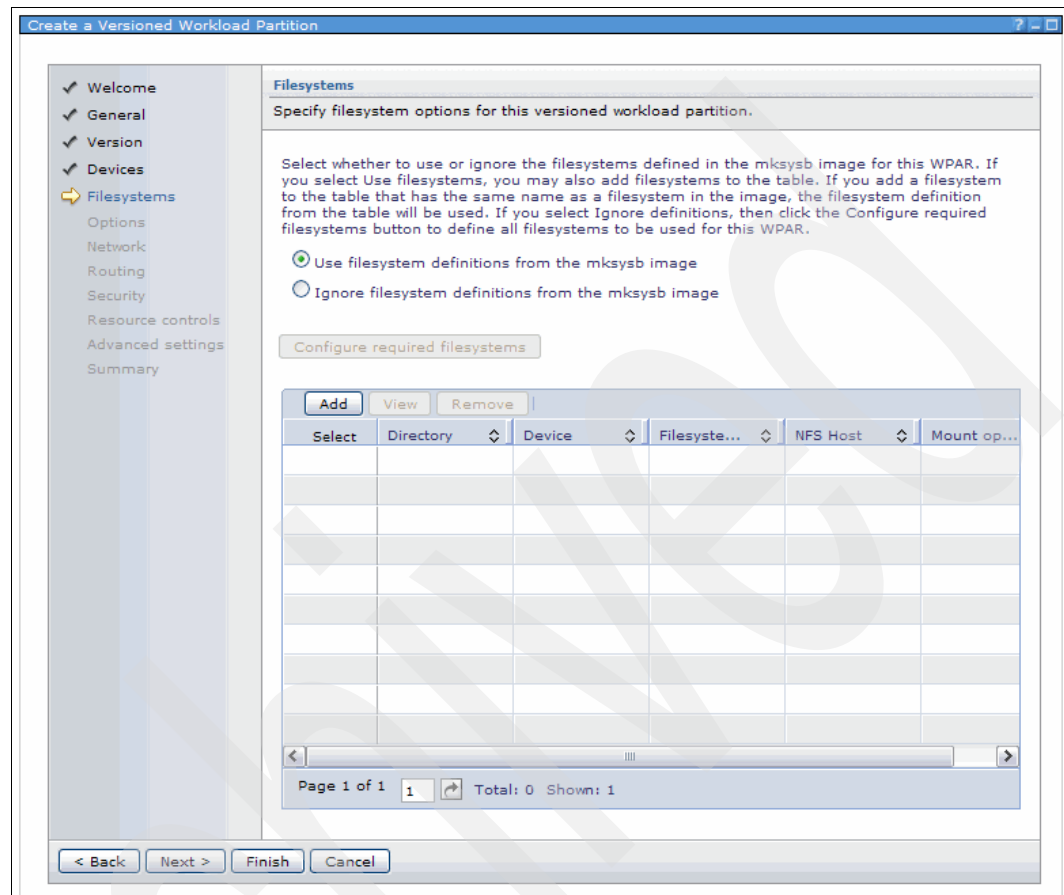 Create a Versioned Workload Partition
? – □
Welcome
General
Version
Devices
Filesystems
Options
Network
Routing
Security
Resource controls
Advanced settings
Summary
Filesystems
Specify filesystem options for this versioned workload partition.
Select whether to use or ignore the filesystems defined in the mksysb image for this WPAR. If
you select Use filesystems, you may also add filesystems to the table. If you add a filesystem
to the table that has the same name as a filesystem in the image, the filesystem definition
from the table will be used. If you select Ignore definitions, then click the Configure required
filesystems button to define all filesystems to be used for this WPAR.
Use filesystem definitions from the mksysb image
Ignore filesystem definitions from the mksysb image
Configure required filesystems
Add View Remove
Select Directory Device Filesyste... NFS Host Mount op...
Page 1 of 1 1 Total: 0 Shown: 1
< Back Next > Finish Cancel